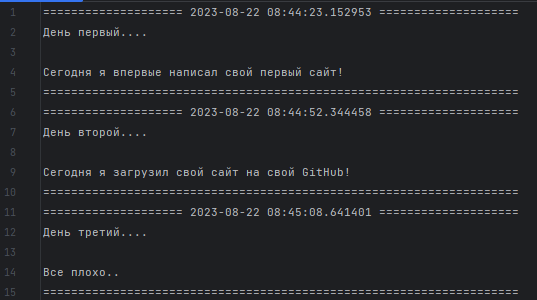 1 ==================== 2023-08-22 08:44:23.152953 ====================
2 День первый....
3
4 Сегодня я впервые написал свой первый сайт!
5 ====================================================================
6 ==================== 2023-08-22 08:44:52.344458 ====================
7 День второй....
8
9 Сегодня я загрузил свой сайт на свой GitHub!
10 ====================================================================
11 ==================== 2023-08-22 08:45:08.641401 ====================
12 День третий....
13
14 Все плохо..
15 ====================================================================